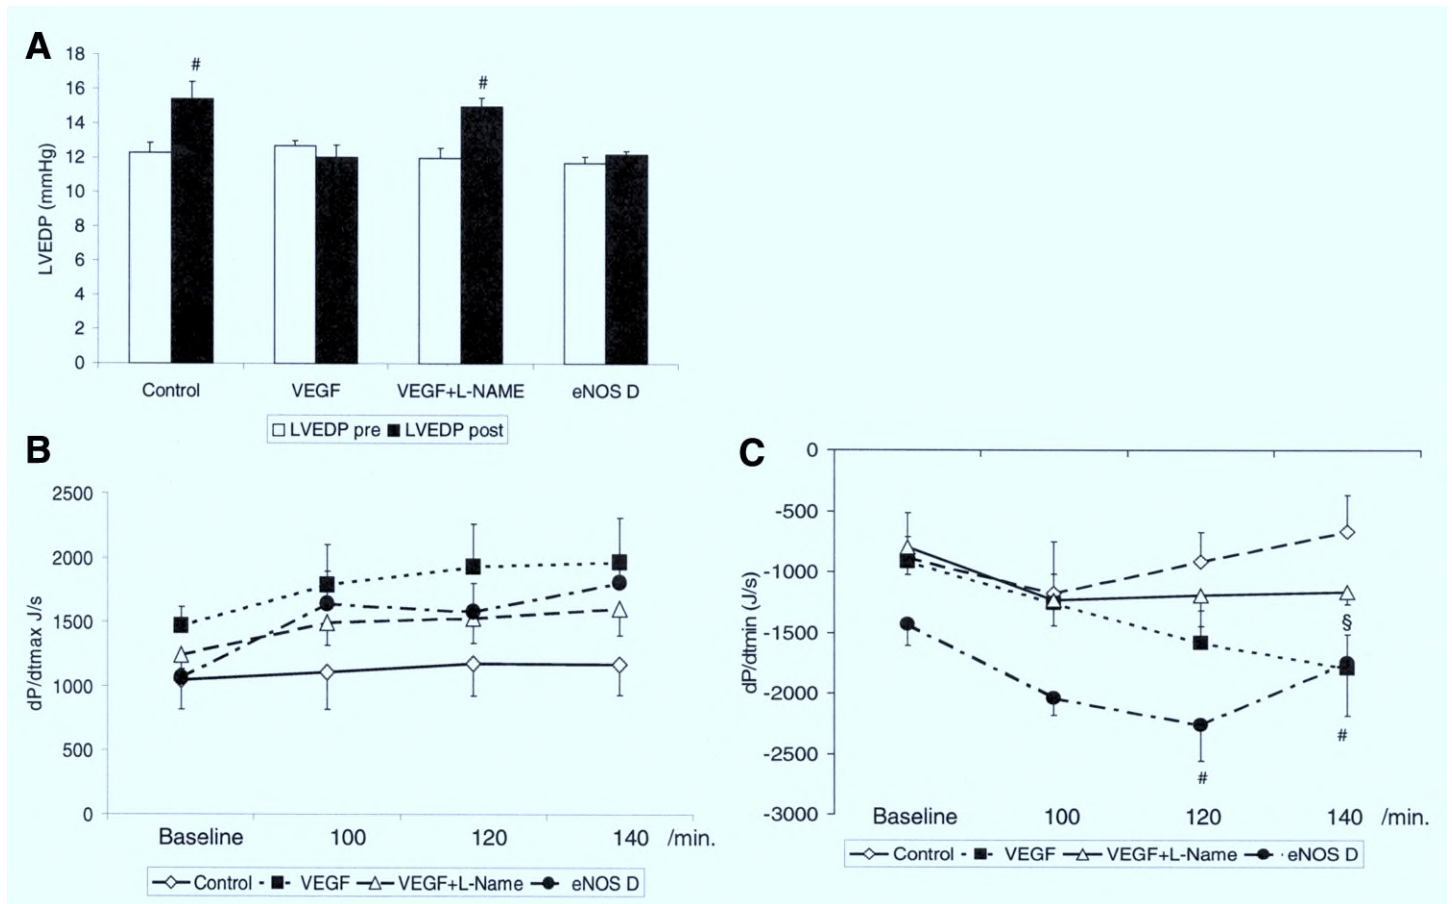 A
18
16
14
12
10
8
6
4
2
0
LVEDP (mmHg)
#
#
Control VEGF VEGF+L-NAME eNOS D
LVEDP pre LVEDP post
B
2500
2000
1500
1000
500
0
dP/dtmax J/s
Baseline 100 120 140 /min.
Control VEGF VEGF+L-Name eNOS D
C
0
-500
-1000
-1500
-2000
-2500
-3000
dP/dtmin (J/s)
§
#
#
Baseline 100 120 140 /min.
Control VEGF VEGF+L-Name eNOS D